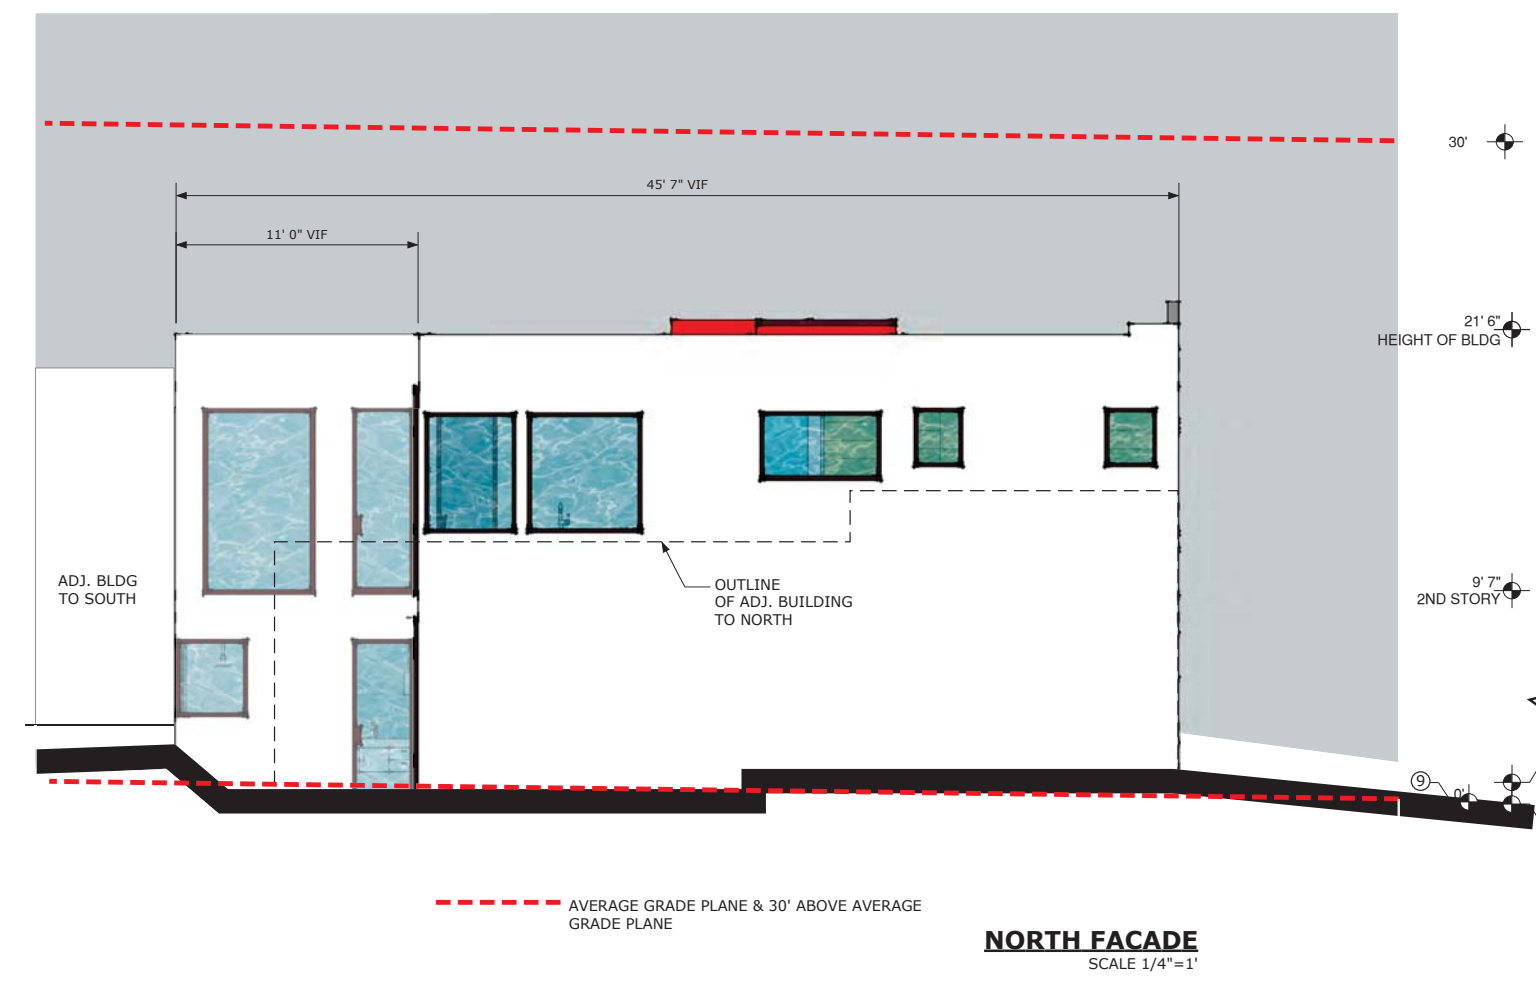 30'
45' 7" VIF
11' 0" VIF
21' 6"
HEIGHT OF BLDG
ADJ. BLDG
TO SOUTH
OUTLINE
OF ADJ. BUILDING
TO NORTH
9' 7"
2ND STORY
9
0'
AVERAGE GRADE PLANE & 30' ABOVE AVERAGE
GRADE PLANE
NORTH FACADE
SCALE 1/4"=1'